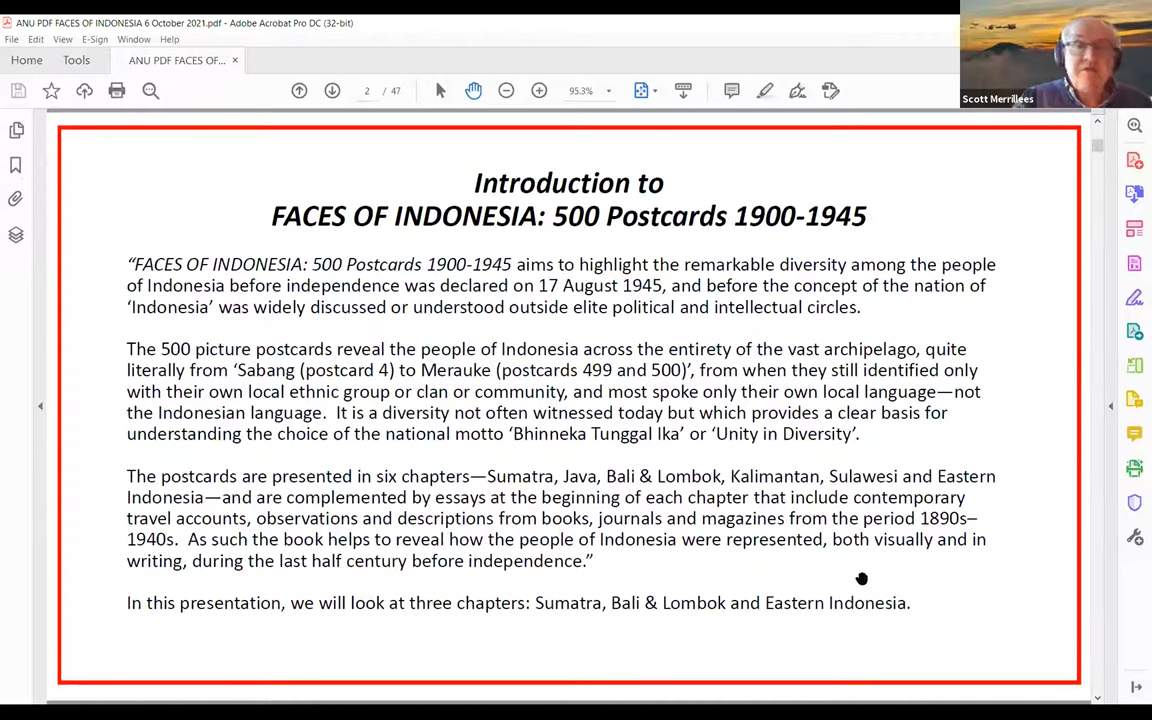 ANU PDF FACES OF INDONESIA 6 October 2021.pdf - Adobe Acrobat Pro DC (32-bit)
File Edit View E-Sign Window Help
Home Tools ANU PDF FACES OF... ×
2 / 47 95.3%
Scott Merrillees
Introduction to
FACES OF INDONESIA: 500 Postcards 1900-1945
“FACES OF INDONESIA: 500 Postcards 1900-1945 aims to highlight the remarkable diversity among the people
of Indonesia before independence was declared on 17 August 1945, and before the concept of the nation of
‘Indonesia’ was widely discussed or understood outside elite political and intellectual circles.
The 500 picture postcards reveal the people of Indonesia across the entirety of the vast archipelago, quite
literally from ‘Sabang (postcard 4) to Merauke (postcards 499 and 500)’, from when they still identified only
with their own local ethnic group or clan or community, and most spoke only their own local language—not
the Indonesian language. It is a diversity not often witnessed today but which provides a clear basis for
understanding the choice of the national motto ‘Bhinneka Tunggal Ika’ or ‘Unity in Diversity’.
The postcards are presented in six chapters—Sumatra, Java, Bali & Lombok, Kalimantan, Sulawesi and Eastern
Indonesia—and are complemented by essays at the beginning of each chapter that include contemporary
travel accounts, observations and descriptions from books, journals and magazines from the period 1890s–
1940s. As such the book helps to reveal how the people of Indonesia were represented, both visually and in
writing, during the last half century before independence.”
In this presentation, we will look at three chapters: Sumatra, Bali & Lombok and Eastern Indonesia.